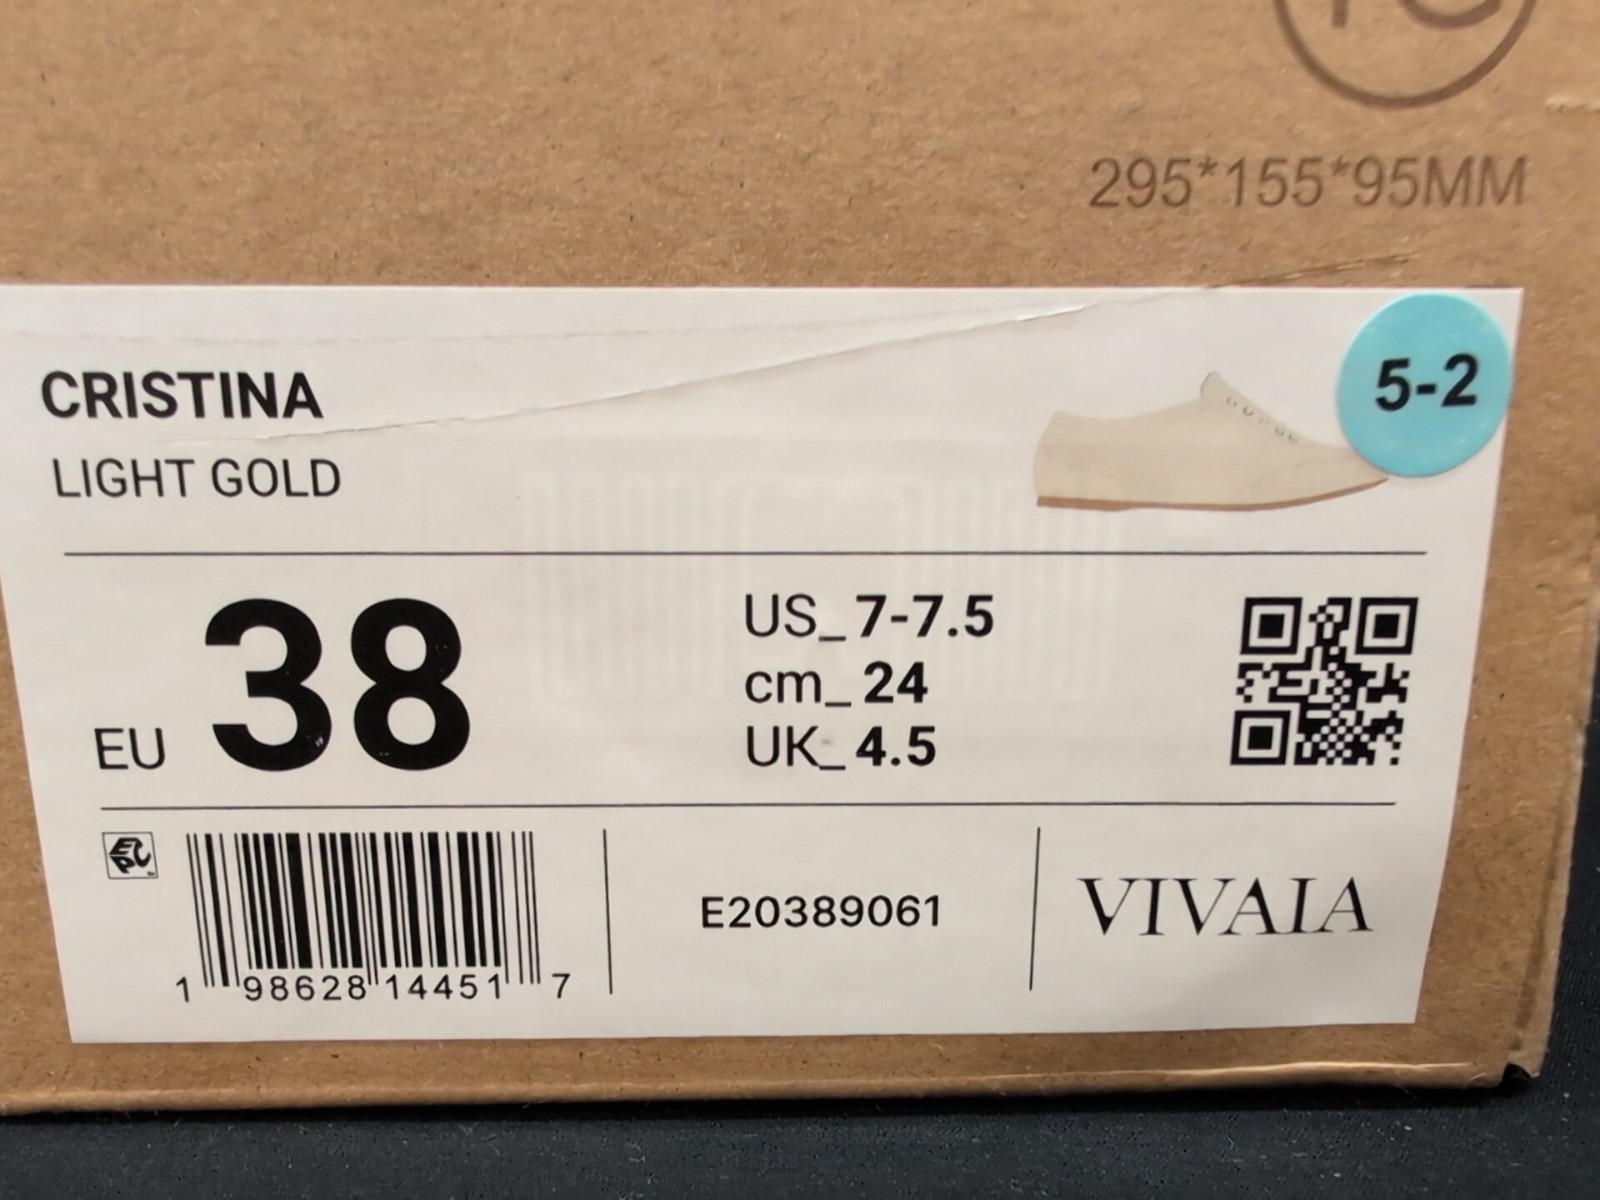 295*155*95MM
5-2
CRISTINA
LIGHT GOLD
EU 38
US_7-7.5
cm_24
UK_4.5
1 98628 14451 7
E20389061
VIVAIA